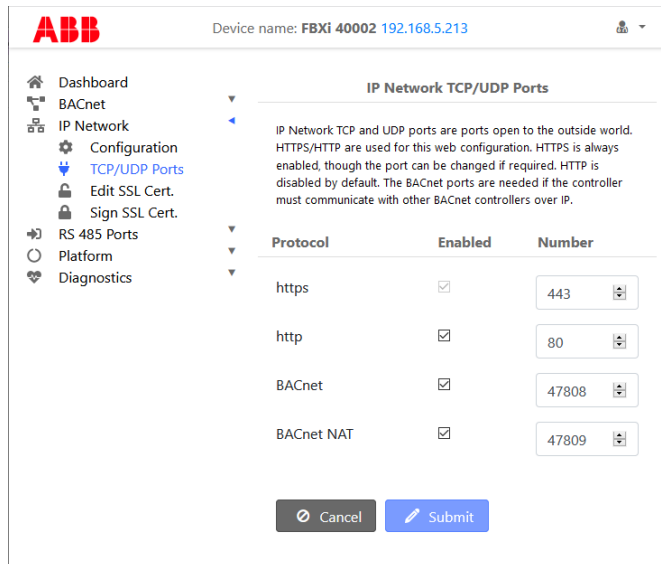 ABB
Device name: FBXi 40002 192.168.5.213
Dashboard
BACnet
IP Network
Configuration
TCP/UDP Ports
Edit SSL Cert.
Sign SSL Cert.
RS 485 Ports
Platform
Diagnostics
IP Network TCP/UDP Ports
IP Network TCP and UDP ports are ports open to the outside world.
HTTPS/HTTP are used for this web configuration. HTTPS is always
enabled, though the port can be changed if required. HTTP is
disabled by default. The BACnet ports are needed if the controller
must communicate with other BACnet controllers over IP.
Protocol Enabled Number
https 443
http 80
BACnet 47808
BACnet NAT 47809
Cancel Submit